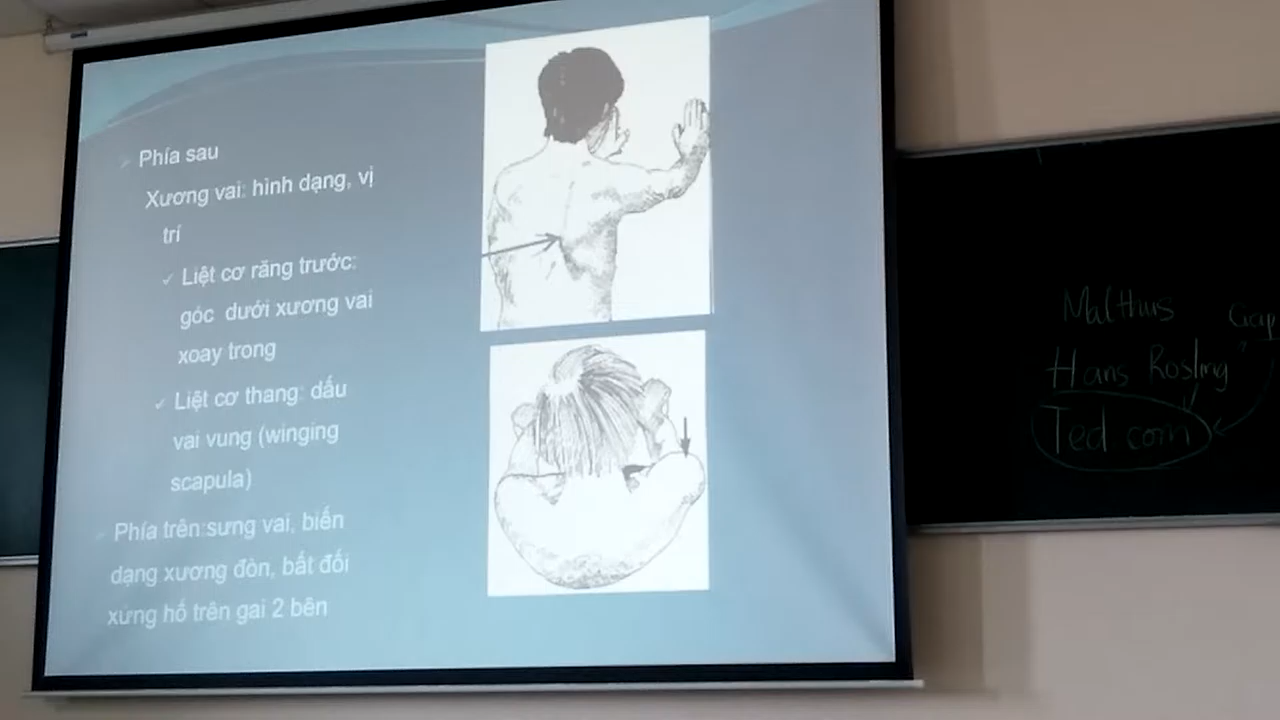 Phía sau
Xương vai: hình dạng, vị
trí
✓ Liệt cơ răng trước:
góc dưới xương vai
xoay trong
✓ Liệt cơ thang: dấu
vai vung (winging
scapula)
Phía trên:sưng vai, biến
dạng xương đòn, bất đối
xưng hố trên gai 2 bên
Malthus
Gap
Hans Rosling
Ted com